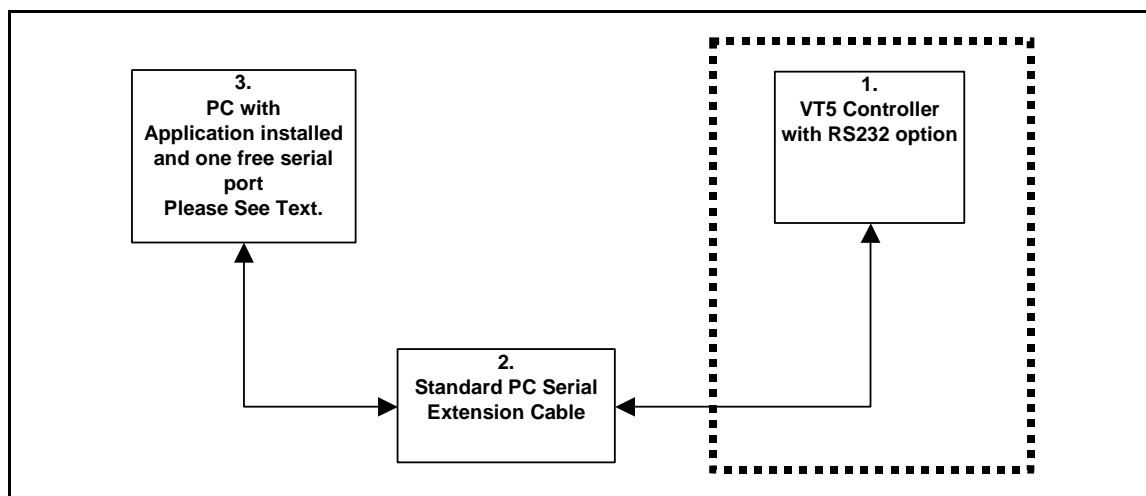 3.
PC with
Application installed
and one free serial
port
Please See Text.
1.
VT5 Controller
with RS232 option
2.
Standard PC Serial
Extension Cable